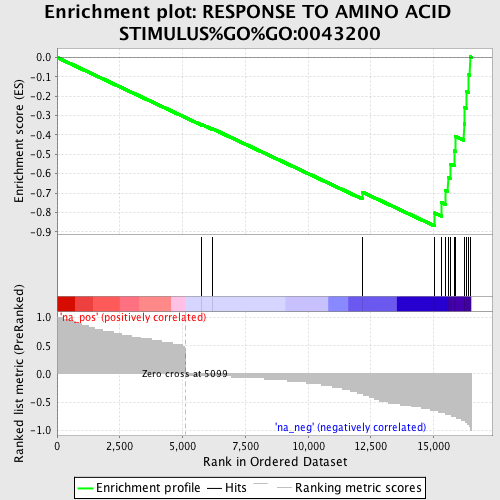 Enrichment plot: RESPONSE TO AMINO ACID
STIMULUS%GO%GO:0043200
Enrichment score (ES)
0.0
-0.1
-0.2
-0.3
-0.4
-0.5
-0.6
-0.7
-0.8
-0.9
Ranked list metric (PreRanked)
1.0
0.5
0.0
-0.5
-1.0
'na_pos' (positively correlated)
Zero cross at 5099
'na_neg' (negatively correlated)
0 2,500 5,000 7,500 10,000 12,500 15,000
Rank in Ordered Dataset
Enrichment profile Hits Ranking metric scores